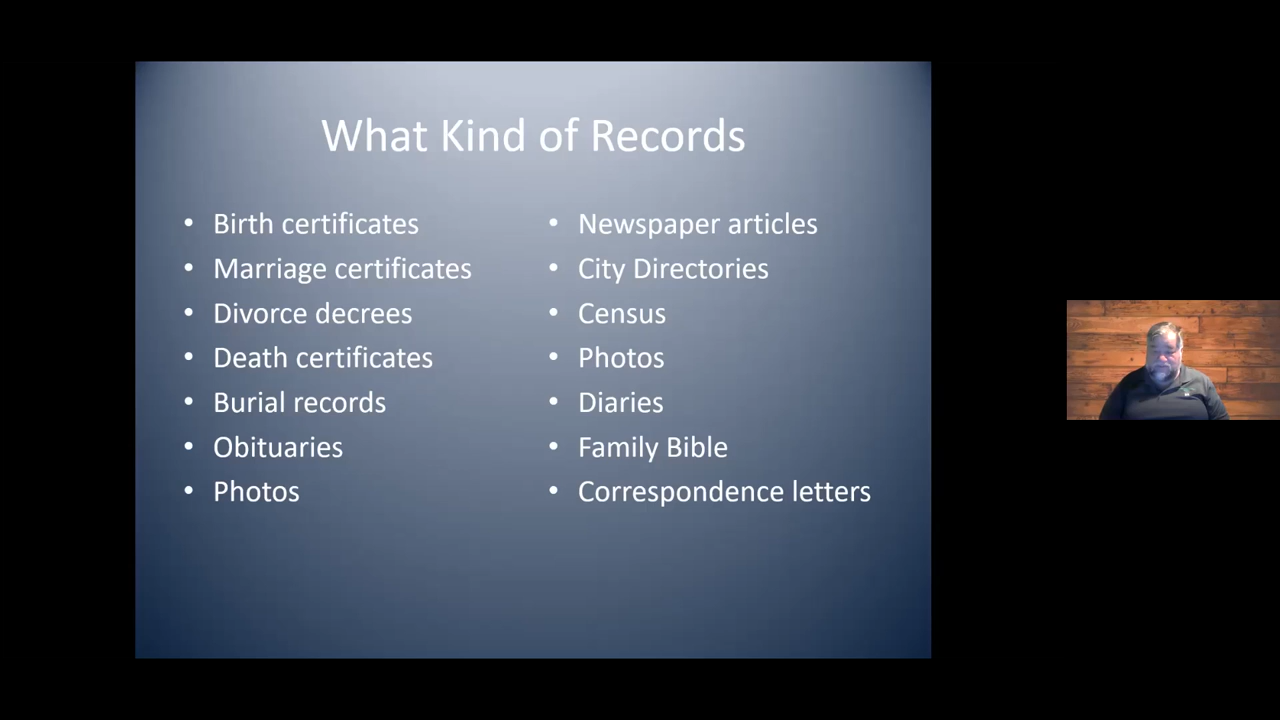 What Kind of Records
• Birth certificates
• Marriage certificates
• Divorce decrees
• Death certificates
• Burial records
• Obituaries
• Photos
• Newspaper articles
• City Directories
• Census
• Photos
• Diaries
• Family Bible
• Correspondence letters